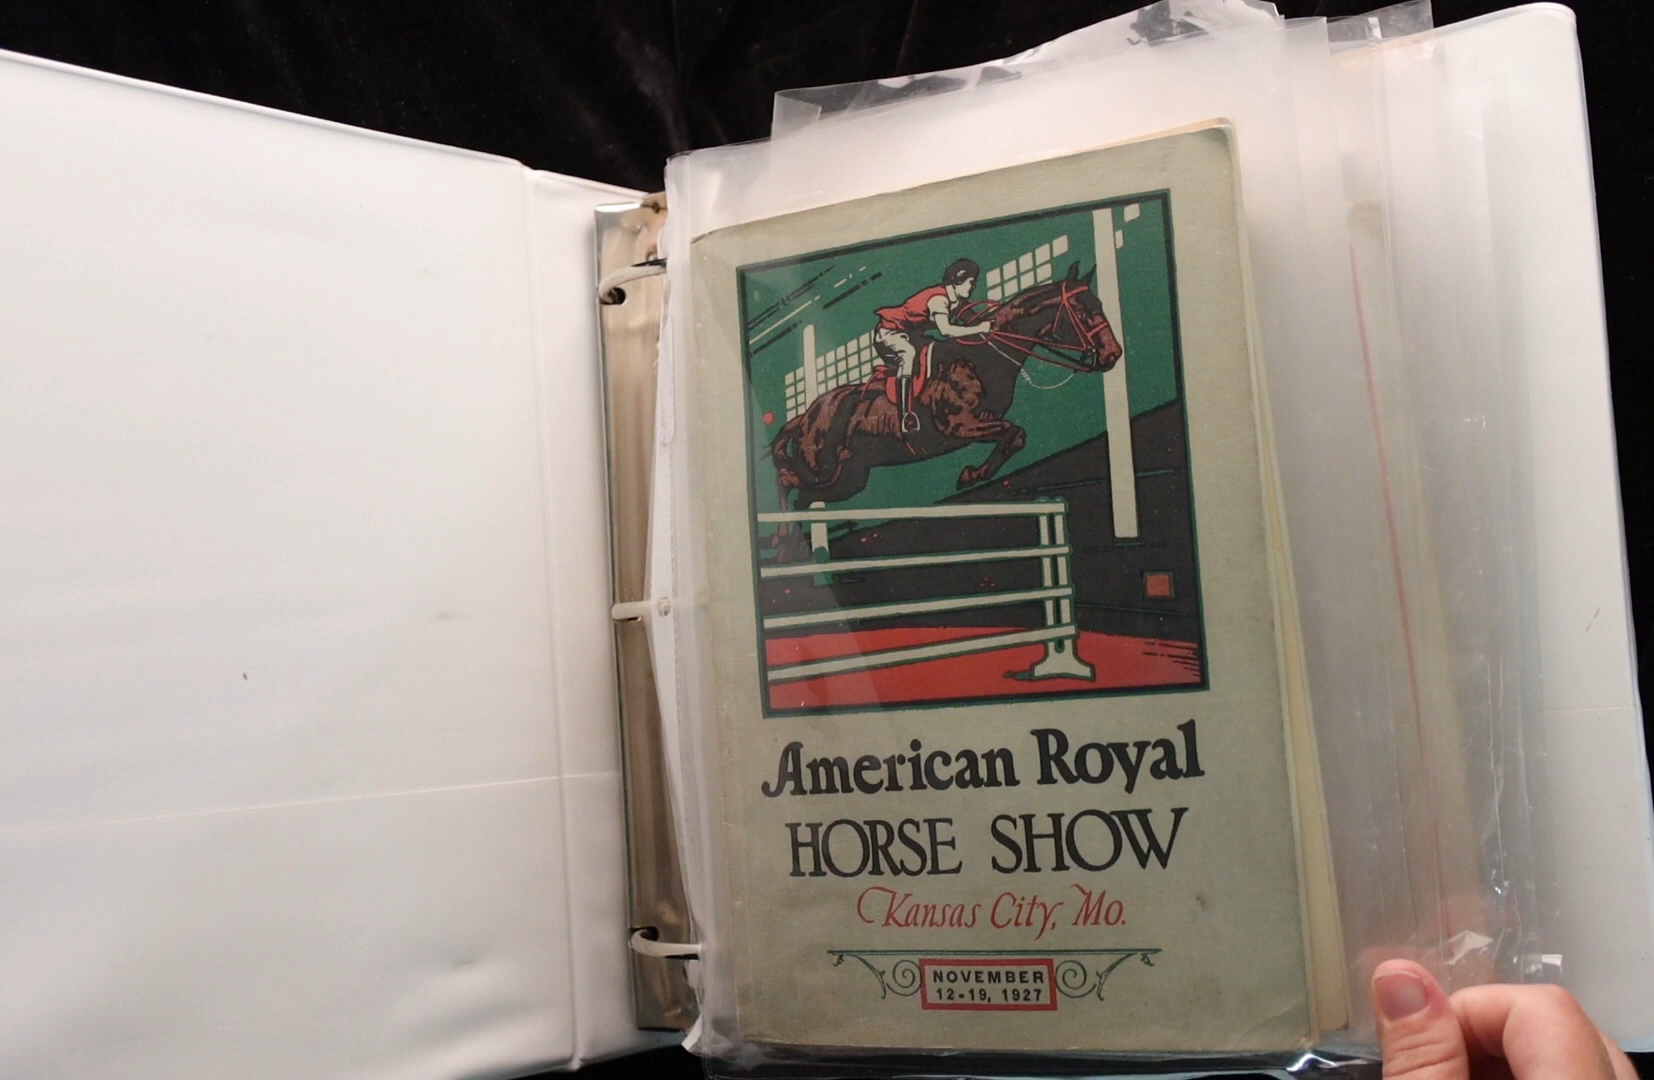 American Royal
HORSE SHOW
Kansas City, Mo.
NOVEMBER
12-19, 1927